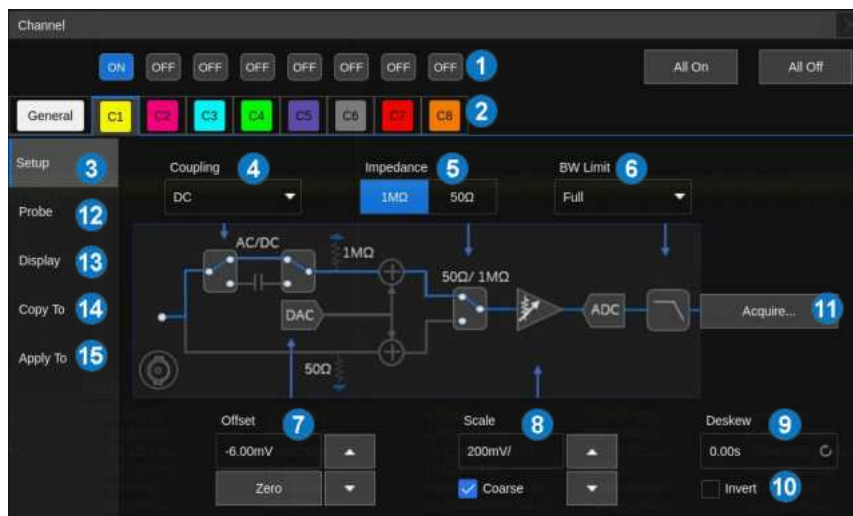 Channel
ON OFF OFF OFF OFF OFF OFF OFF 1 All On All Off
General C1 C2 C3 C4 C5 C6 C7 C8 2
Setup 3 Coupling 4 Impedance 5 BW Limit 6
DC 1MΩ 50Ω Full
Probe 12
AC/DC 1MΩ
Display 13 50Ω/ 1MΩ
Copy To 14 DAC ADC Acquire... 11
Apply To 15 50Ω
Offset 7 Scale 8 Deskew 9
-6.00mV 200mV/ 0.00s
Zero Coarse Invert 10